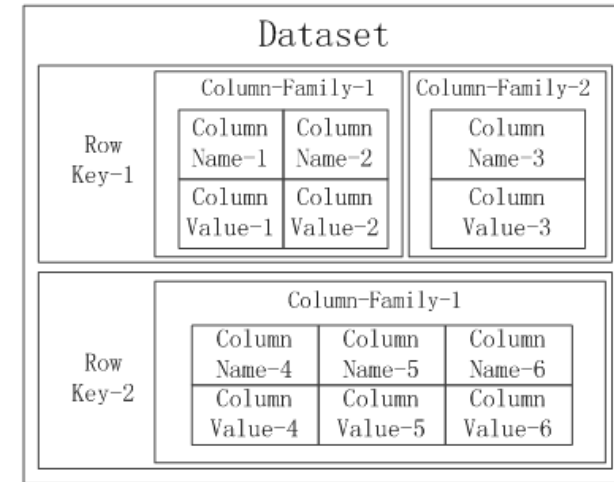 Dataset
Column-Family-1
Column-Family-2
Row
Key-1
Column
Name-1
Column
Name-2
Column
Value-1
Column
Value-2
Column
Name-3
Column
Value-3
Column-Family-1
Row
Key-2
Column
Name-4
Column
Name-5
Column
Name-6
Column
Value-4
Column
Value-5
Column
Value-6